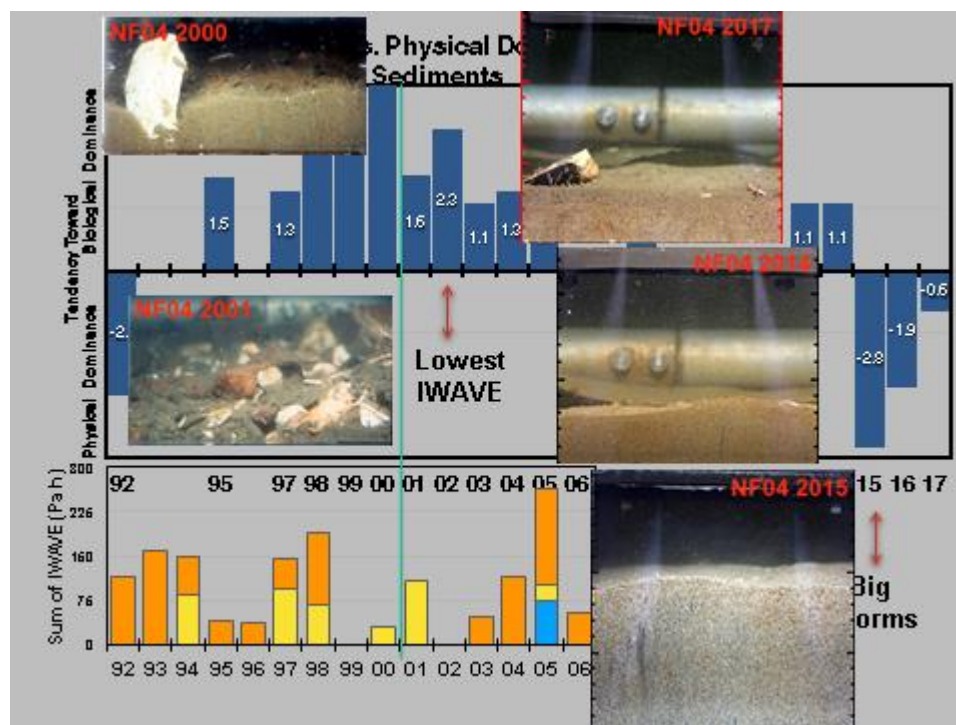 NF04 2000
s. Physical Do
Sediments
NF04 2017
Tendency Toward
Biological Dominance
Physical Dominance
1.5
1.3
1.6
2.3
1.1
1.3
1.1
1.1
-2.
-2.8
-1.9
-0.6
NF04 2001
Lowest
IWAVE
92 95 97 98 99 00 01 02 03 04 05 06
15 16 17
NF04 2015
Big
orms
Sum of IWAVE (Pa h)
300
226
160
76
0
92 93 94 95 96 97 98 99 00 01 02 03 04 05 06